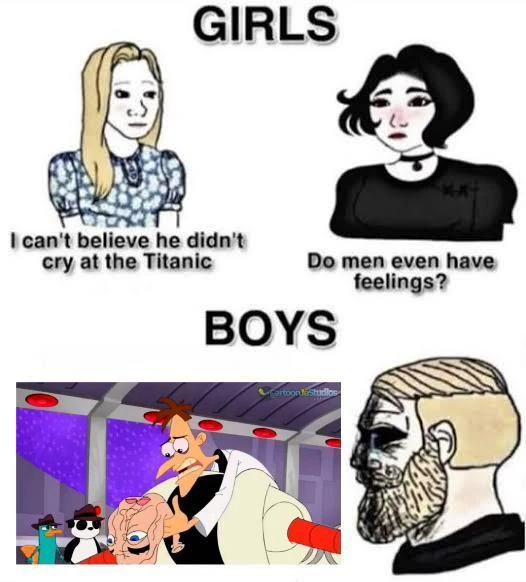 GIRLS
I can't believe he didn't
cry at the Titanic
Do men even have
feelings?
BOYS